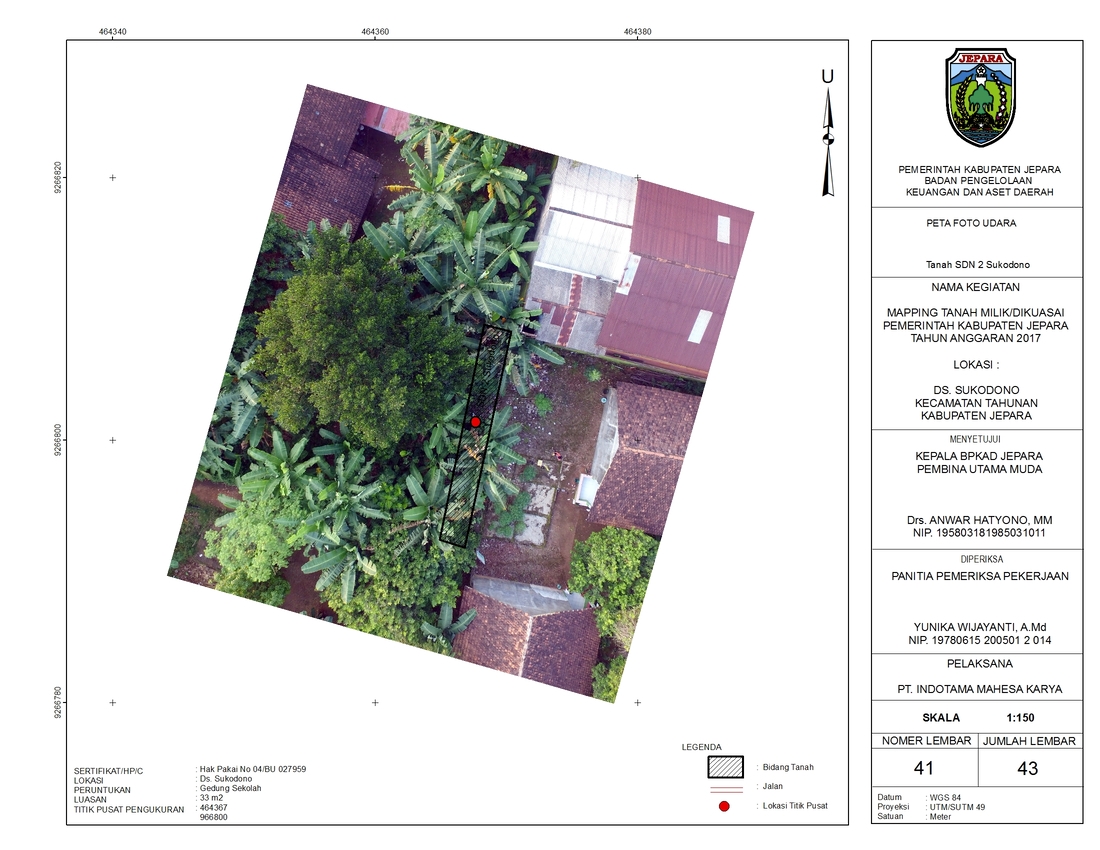 464340
464360
464380
9266820
9266800
9266780
U
SERTIFIKAT/HP/C : Hak Pakai No 04/BU 027959
LOKASI : Ds. Sukodono
PERUNTUKAN : Gedung Sekolah
LUASAN : 33 m2
TITIK PUSAT PENGUKURAN : 464367
966800
LEGENDA
: Bidang Tanah
: Jalan
: Lokasi Titik Pusat
JEPARA
PEMERINTAH KABUPATEN JEPARA
BADAN PENGELOLAAN
KEUANGAN DAN ASET DAERAH
PETA FOTO UDARA
Tanah SDN 2 Sukodono
NAMA KEGIATAN
MAPPING TANAH MILIK/DIKUASAI
PEMERINTAH KABUPATEN JEPARA
TAHUN ANGGARAN 2017
LOKASI :
DS. SUKODONO
KECAMATAN TAHUNAN
KABUPATEN JEPARA
MENYETUJUI
KEPALA BPKAD JEPARA
PEMBINA UTAMA MUDA
Drs. ANWAR HATYONO, MM
NIP. 195803181985031011
DIPERIKSA
PANITIA PEMERIKSA PEKERJAAN
YUNIKA WIJAYANTI, A.Md
NIP. 19780615 200501 2 014
PELAKSANA
PT. INDOTAMA MAHESA KARYA
SKALA 1:150
NOMER LEMBAR JUMLAH LEMBAR
41 43
Datum : WGS 84
Proyeksi : UTM/SUTM 49
Satuan : Meter